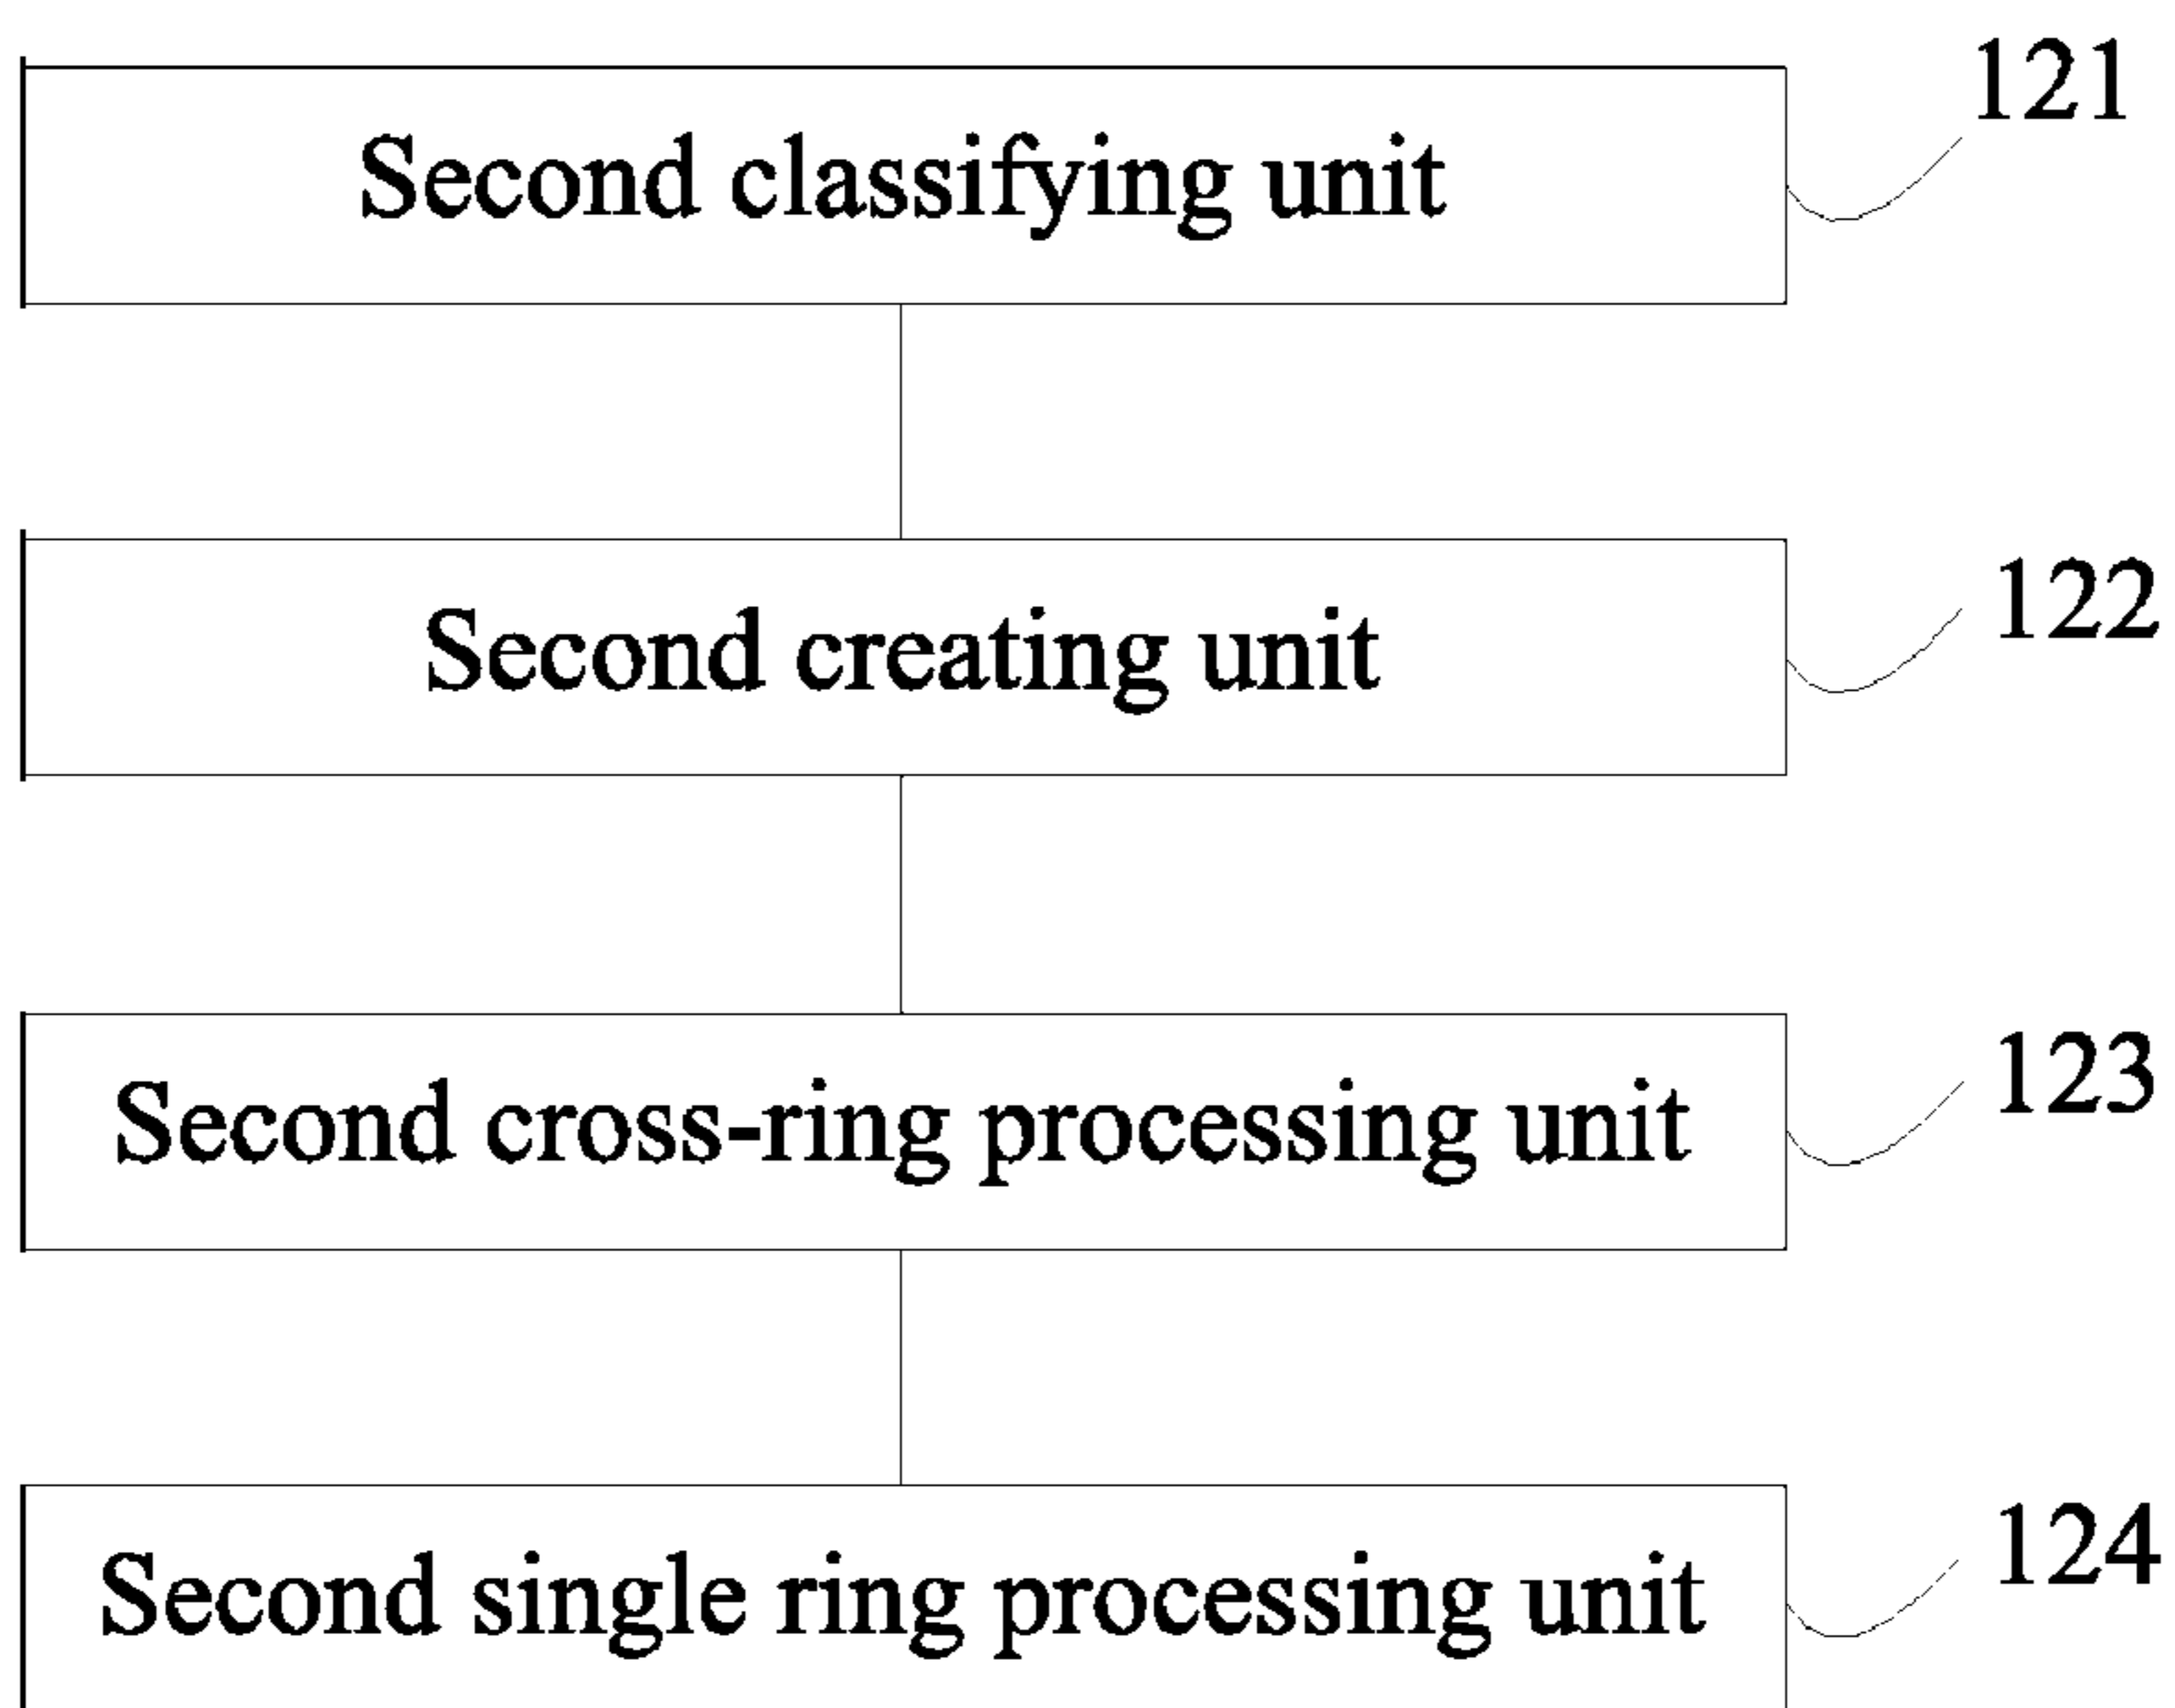 121
Second classifying unit
122
Second creating unit
123
Second cross-ring processing unit
124
Second single ring processing unit